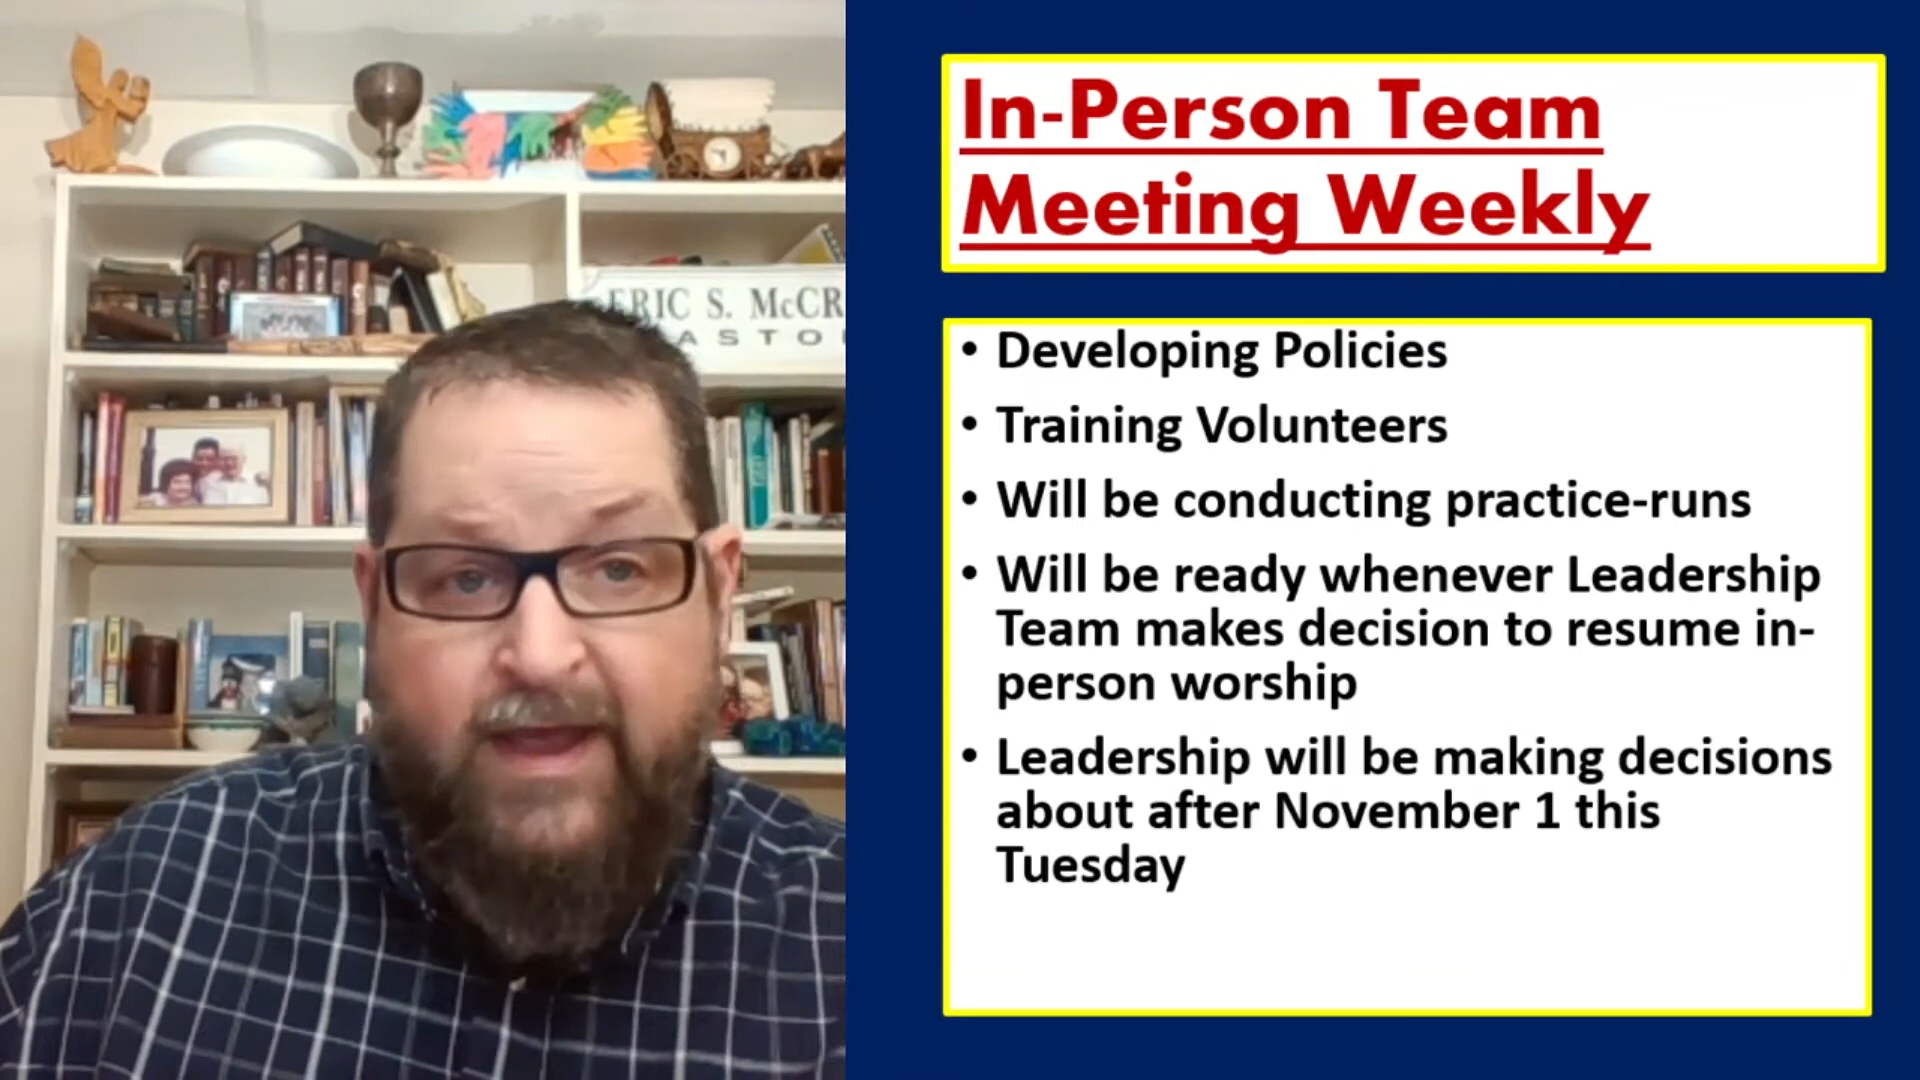 In-Person Team
Meeting Weekly
• Developing Policies
• Training Volunteers
• Will be conducting practice-runs
• Will be ready whenever Leadership
Team makes decision to resume in-
person worship
• Leadership will be making decisions
about after November 1 this
Tuesday
ERIC S. McCR
ASTO